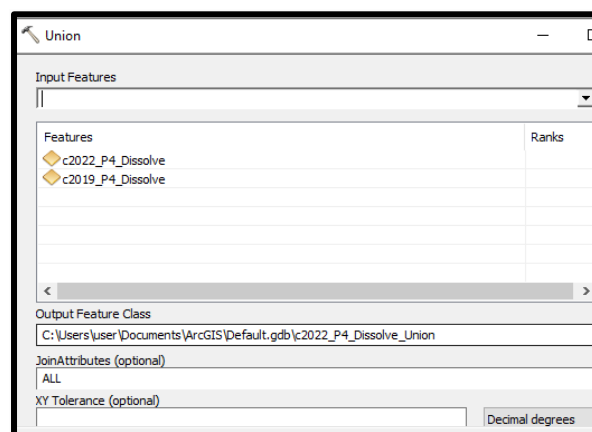 Union
Input Features
Features Ranks
c2022_P4_Dissolve
c2019_P4_Dissolve
Output Feature Class
C:\Users\user\Documents\ArcGIS\Default.gdb\c2022_P4_Dissolve_Union
JoinAttributes (optional)
ALL
XY Tolerance (optional)
Decimal degrees